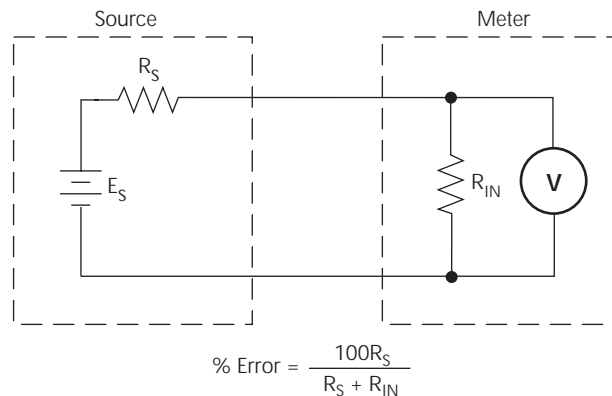 Source
Meter
R_S
E_S
R_IN
V
% Error = 100R_S / R_S + R_IN